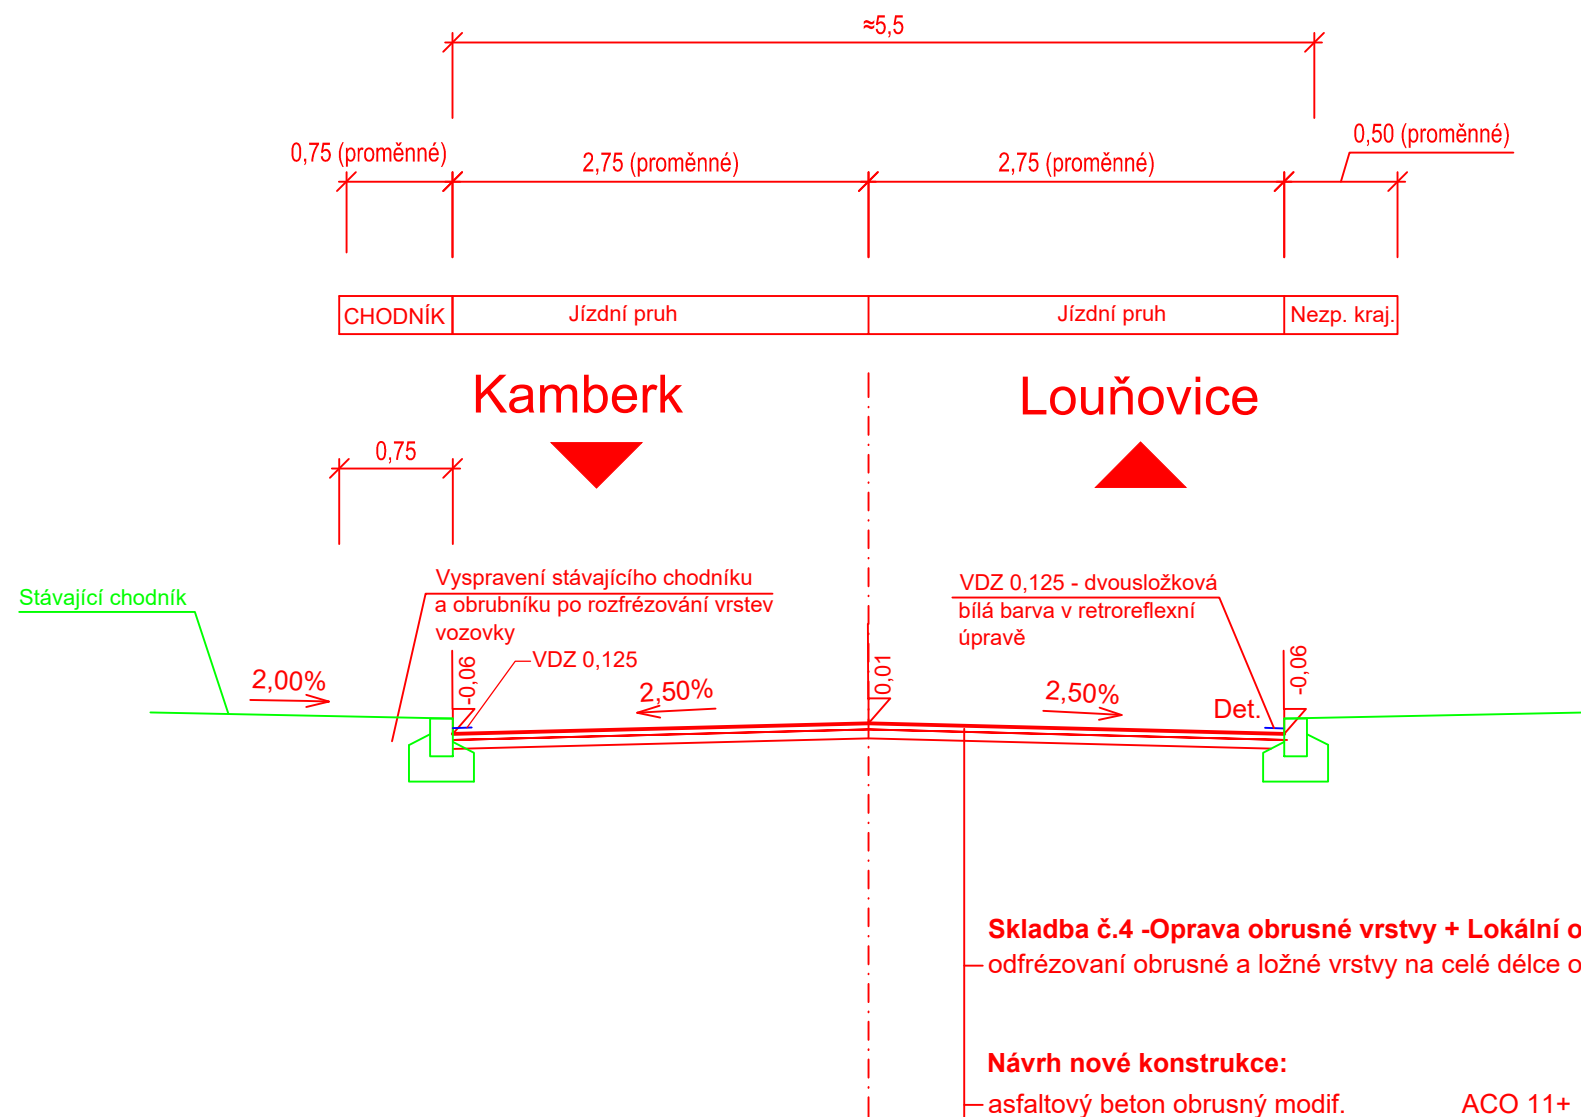 ≈5,5
0,75 (proměnné)
2,75 (proměnné)
2,75 (proměnné)
0,50 (proměnné)
CHODNÍK
Jízdní pruh
Jízdní pruh
Nezp. kraj.
Kamberk
Louňovice
0,75
Stávající chodník
Vyspravení stávajícího chodníku
a obrubníku po rozfrézování vrstev
vozovky
VDZ 0,125
VDZ 0,125 - dvousložková
bílá barva v retroreflexní
úpravě
2,00%
-0,06
2,50%
0,01
2,50%
Det.
-0,06
Skladba č.4 -Oprava obrusné vrstvy + Lokální o
odfrézovaní obrusné a ložné vrstvy na celé délce o
Návrh nové konstrukce:
asfaltový beton obrusný modif. ACO 11+